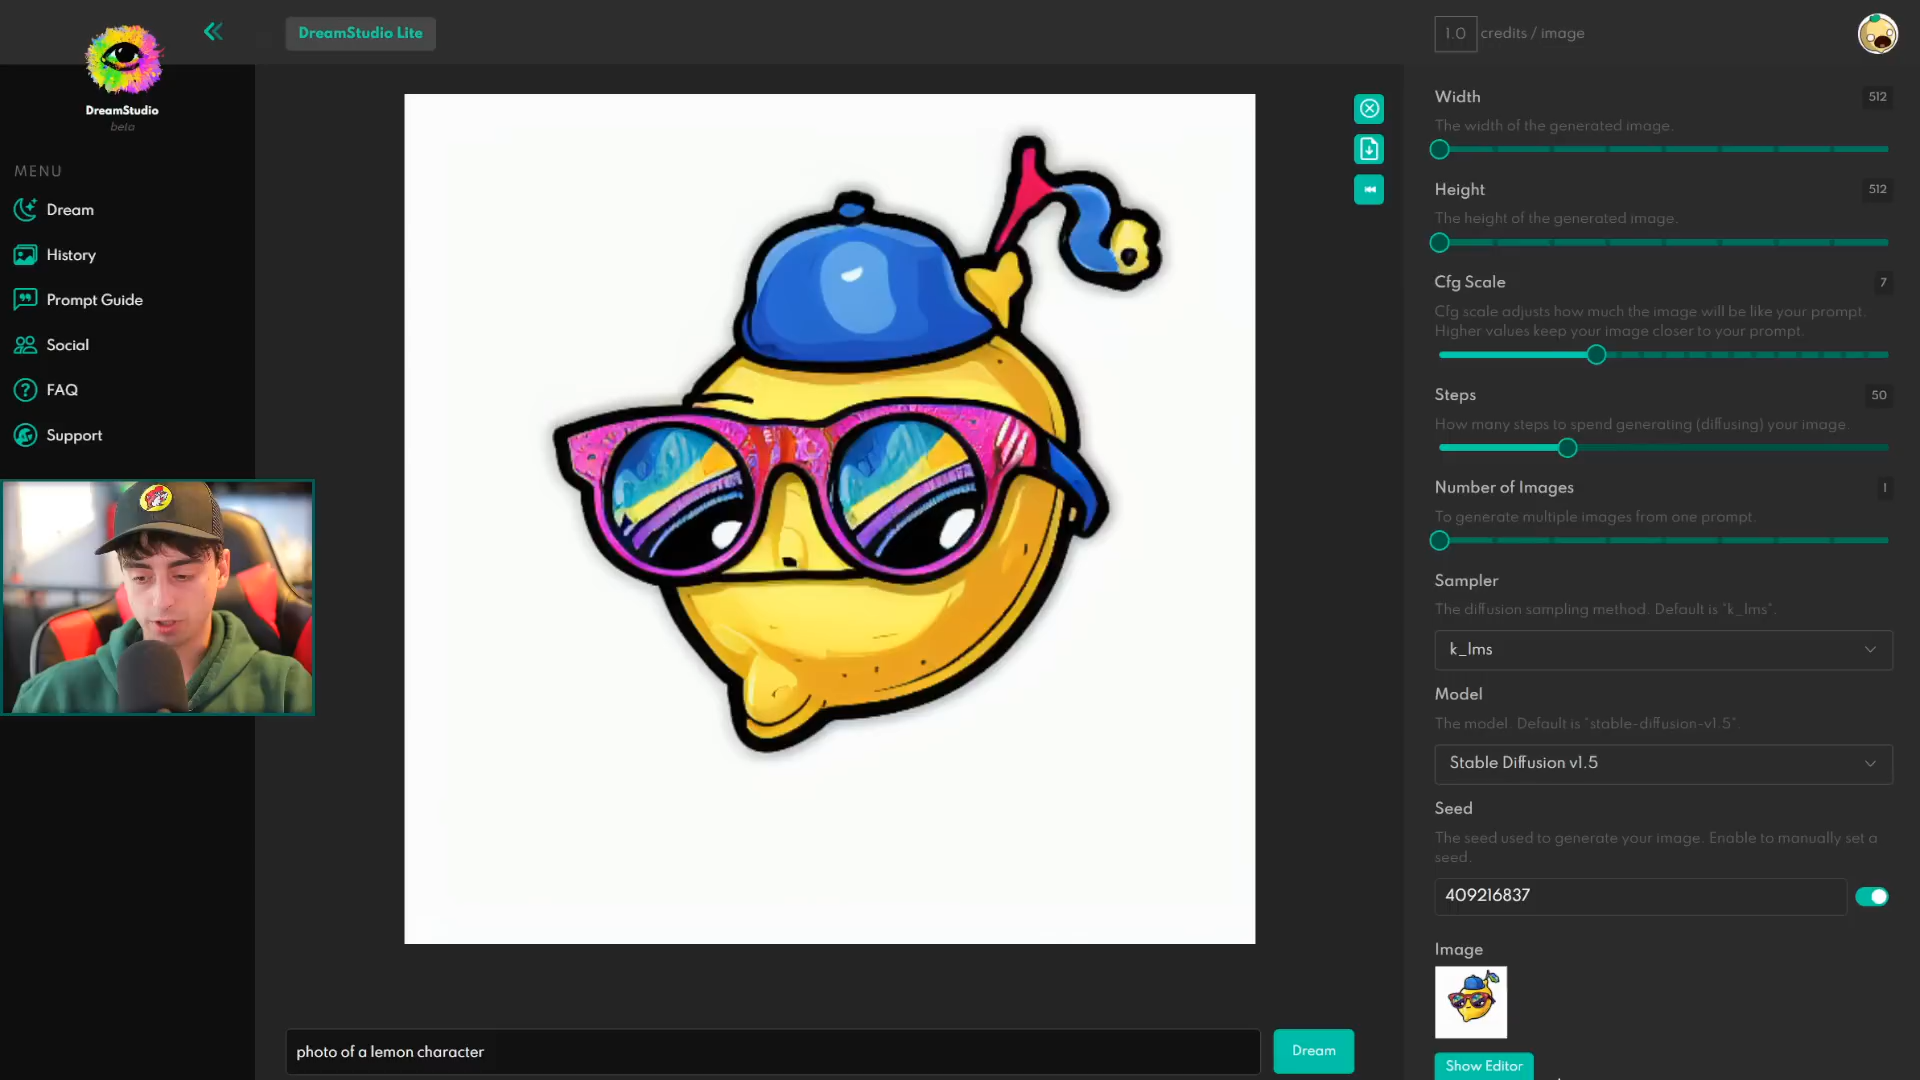 DreamStudio
beta
MENU
Dream
History
Prompt Guide
Social
FAQ
Support
DreamStudio Lite
photo of a lemon character
Dream
1.0 credits / image
Width 512
The width of the generated image.
Height 512
The height of the generated image.
Cfg Scale 7
Cfg scale adjusts how much the image will be like your prompt.
Higher values keep your image closer to your prompt.
Steps 50
How many steps to spend generating (diffusing) your image.
Number of Images 1
To generate multiple images from one prompt.
Sampler
The diffusion sampling method. Default is "k_lms".
k_lms
Model
The model. Default is "stable-diffusion-v1.5"
Stable Diffusion v1.5
Seed
The seed used to generate your image. Enable to manually set a
seed.
409216837
Image
Show Editor